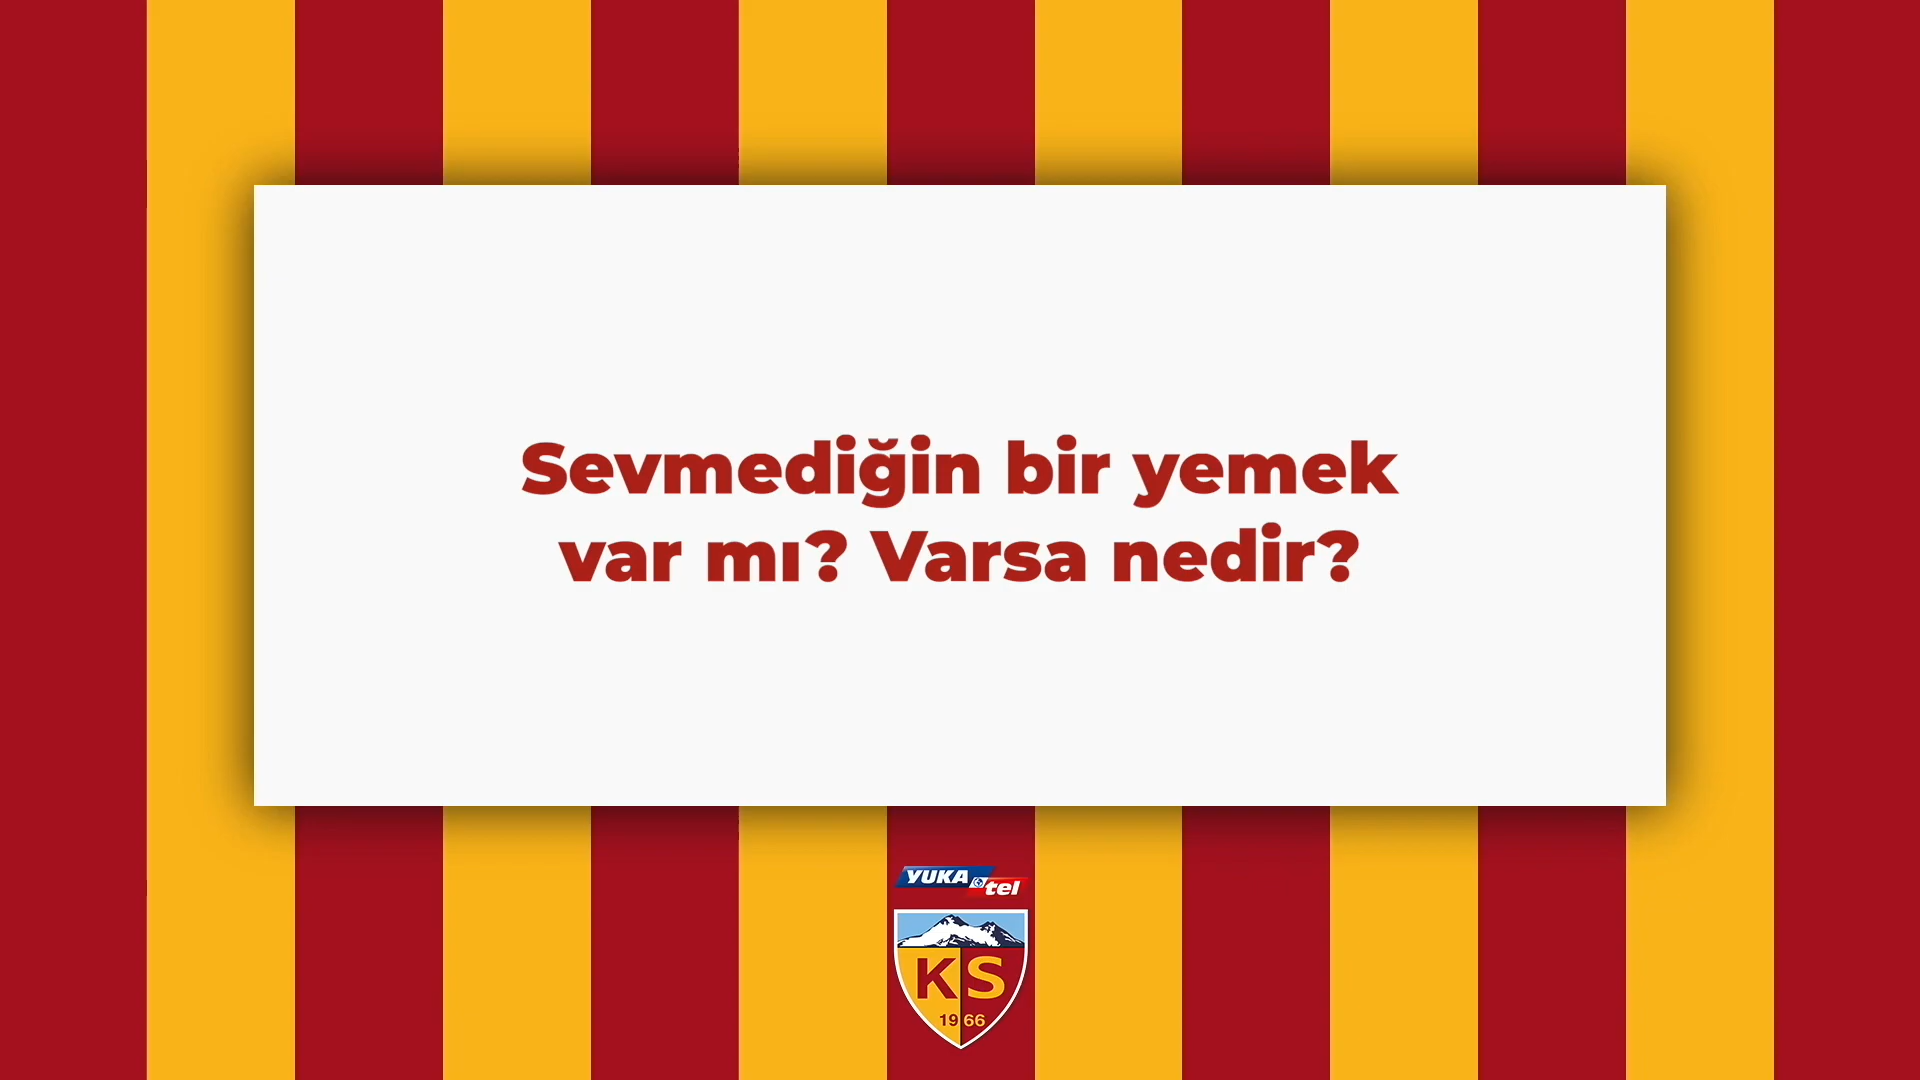 Sevmediğin bir yemek
var mı? Varsa nedir?
YUKA tel
KS
1966